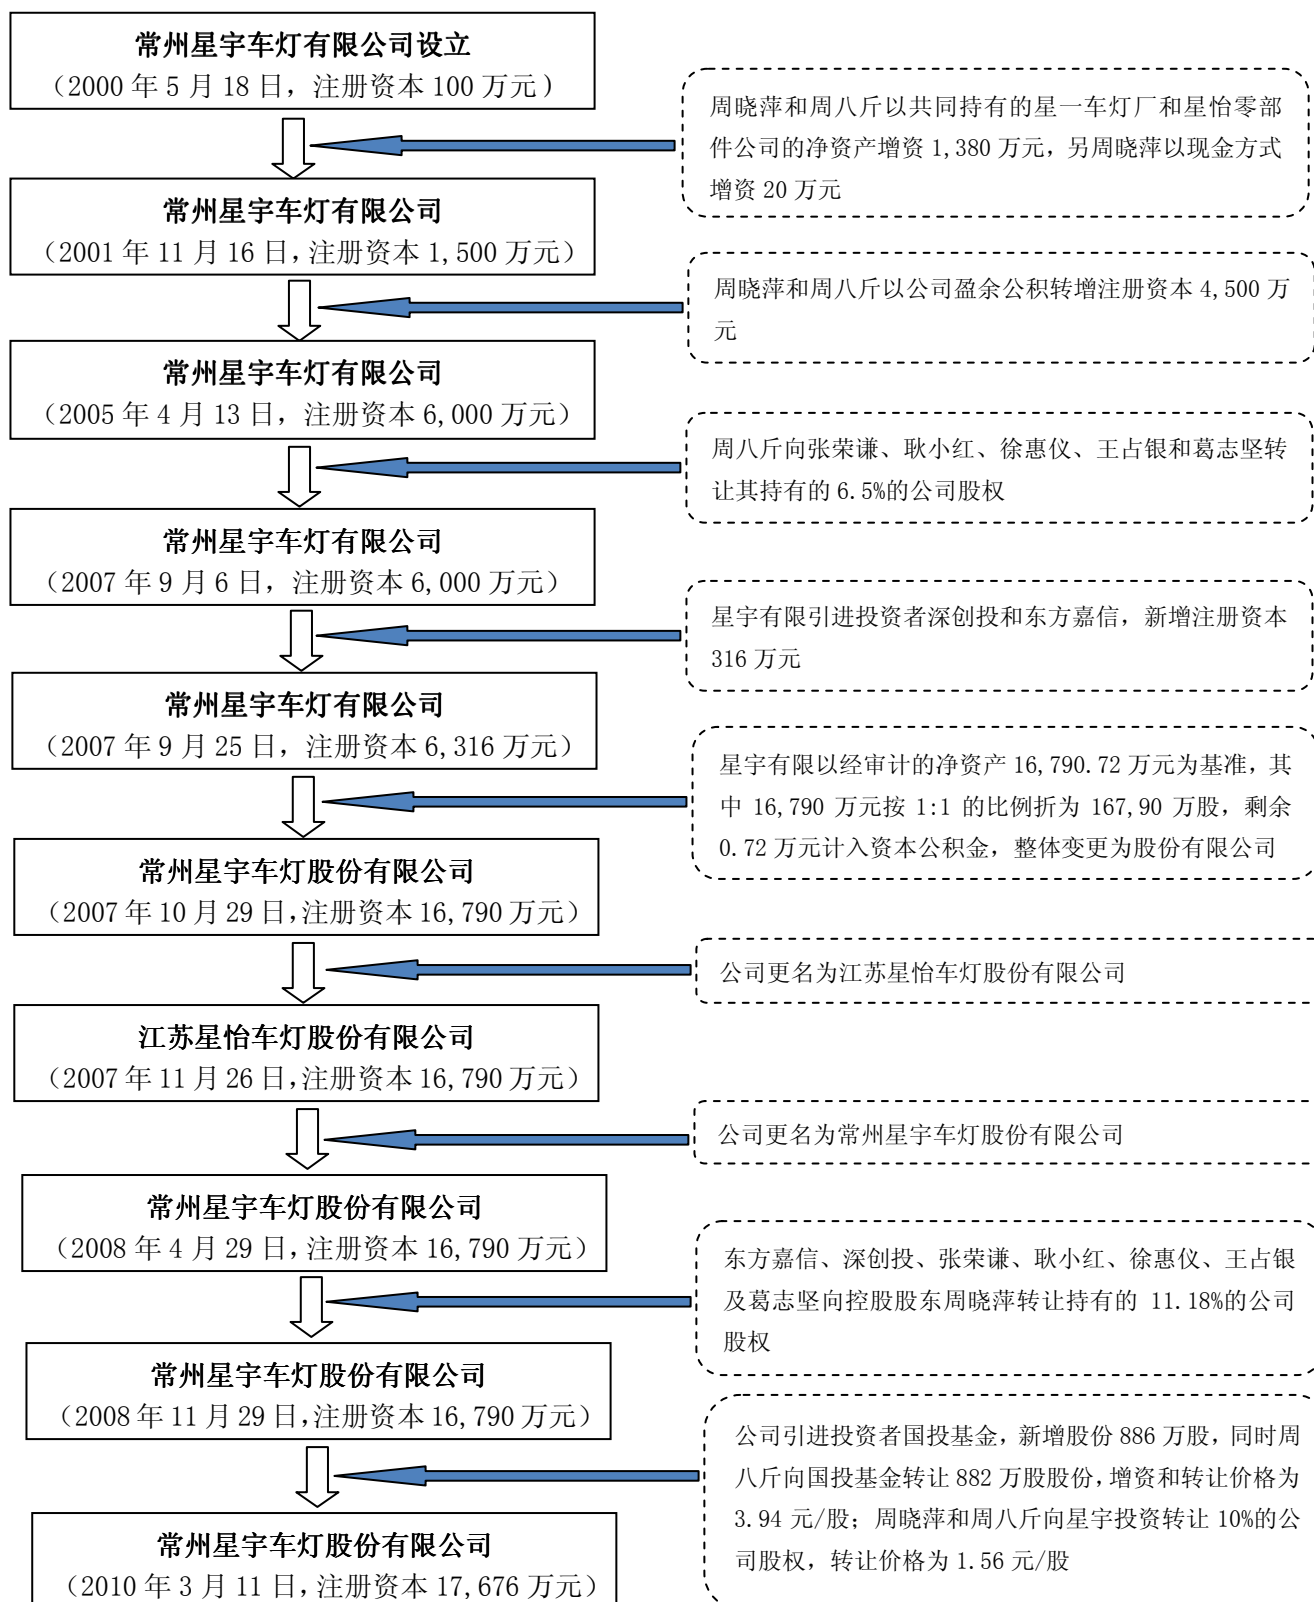 常州星宇车灯有限公司设立
（2000 年 5 月 18 日，注册资本 100 万元）
周晓萍和周八斤以共同持有的星一车灯厂和星怡零部
件公司的净资产增资 1,380 万元，另周晓萍以现金方式
增资 20 万元
常州星宇车灯有限公司
（2001 年 11 月 16 日，注册资本 1,500 万元）
周晓萍和周八斤以公司盈余公积转增注册资本 4,500 万
元
常州星宇车灯有限公司
（2005 年 4 月 13 日，注册资本 6,000 万元）
周八斤向张荣谦、耿小红、徐惠仪、王占银和葛志坚转
让其持有的 6.5%的公司股权
常州星宇车灯有限公司
（2007 年 9 月 6 日，注册资本 6,000 万元）
星宇有限引进投资者深创投和东方嘉信，新增注册资本
316 万元
常州星宇车灯有限公司
（2007 年 9 月 25 日，注册资本 6,316 万元）
星宇有限以经审计的净资产 16,790.72 万元为基准，其
中 16,790 万元按 1:1 的比例折为 167,90 万股，剩余
0.72 万元计入资本公积金，整体变更为股份有限公司
常州星宇车灯股份有限公司
（2007 年 10 月 29 日，注册资本 16,790 万元）
公司更名为江苏星怡车灯股份有限公司
江苏星怡车灯股份有限公司
（2007 年 11 月 26 日，注册资本 16,790 万元）
公司更名为常州星宇车灯股份有限公司
常州星宇车灯股份有限公司
（2008 年 4 月 29 日，注册资本 16,790 万元）
东方嘉信、深创投、张荣谦、耿小红、徐惠仪、王占银
及葛志坚向控股股东周晓萍转让持有的 11.18%的公司
股权
常州星宇车灯股份有限公司
（2008 年 11 月 29 日，注册资本 16,790 万元）
公司引进投资者国投基金，新增股份 886 万股，同时周
八斤向国投基金转让 882 万股股份，增资和转让价格为
3.94 元/股；周晓萍和周八斤向星宇投资转让 10%的公
司股权，转让价格为 1.56 元/股
常州星宇车灯股份有限公司
（2010 年 3 月 11 日，注册资本 17,676 万元）